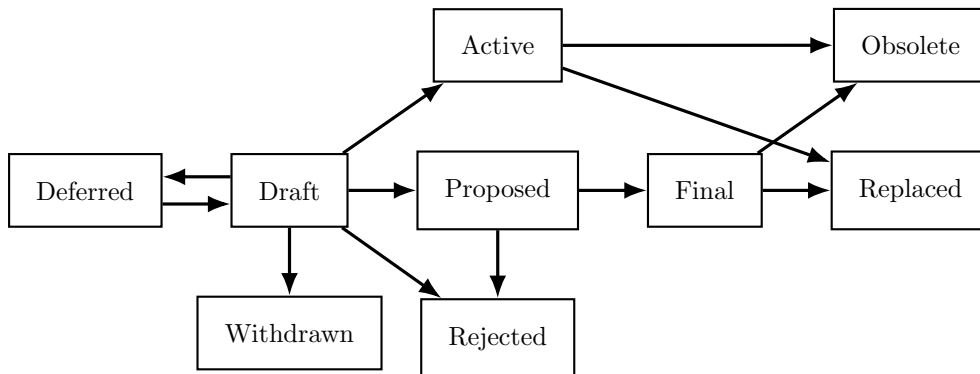 Active
Obsolete
Deferred
Draft
Proposed
Final
Replaced
Withdrawn
Rejected